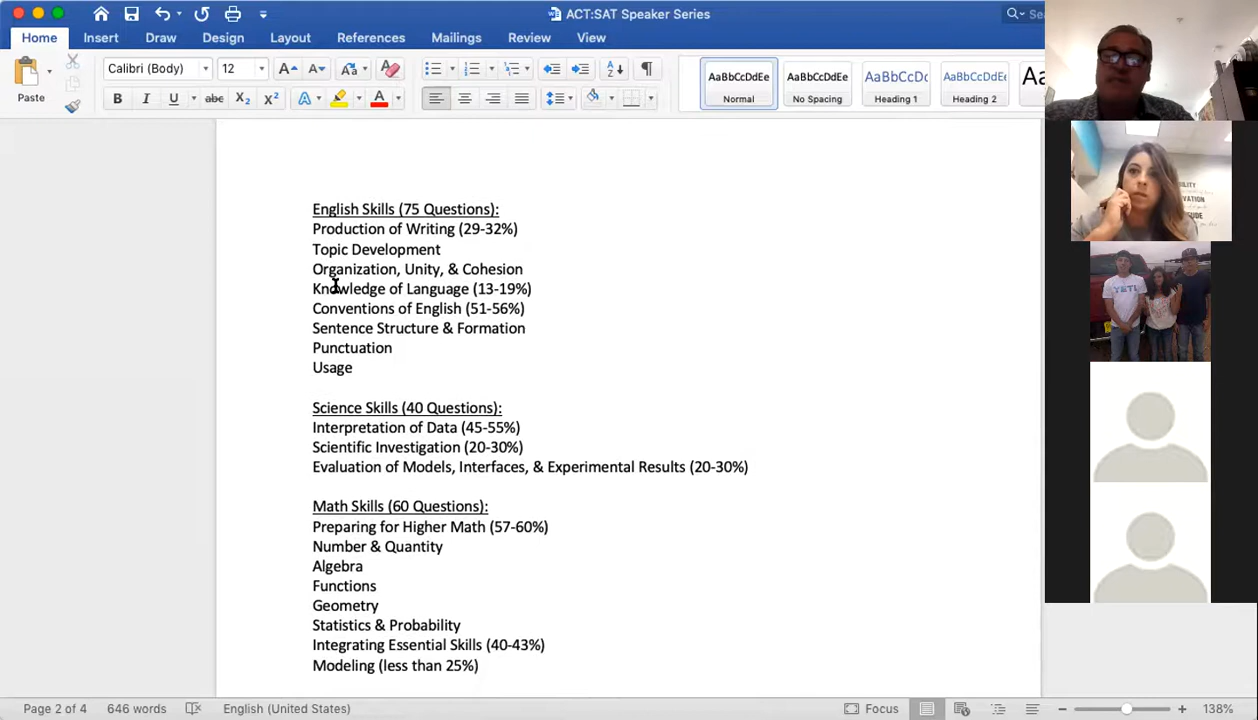 ACT:SAT Speaker Series
Sea
Home Insert Draw Design Layout References Mailings Review View
Paste
Calibri (Body) 12
AaBbCcDdEe AaBbCcDdEe AaBbCcDc AaBbCcDdEe
Normal No Spacing Heading 1 Heading 2
English Skills (75 Questions):
Production of Writing (29-32%)
Topic Development
Organization, Unity, & Cohesion
Knowledge of Language (13-19%)
Conventions of English (51-56%)
Sentence Structure & Formation
Punctuation
Usage
Science Skills (40 Questions):
Interpretation of Data (45-55%)
Scientific Investigation (20-30%)
Evaluation of Models, Interfaces, & Experimental Results (20-30%)
Math Skills (60 Questions):
Preparing for Higher Math (57-60%)
Number & Quantity
Algebra
Functions
Geometry
Statistics & Probability
Integrating Essential Skills (40-43%)
Modeling (less than 25%)
YETI
Page 2 of 4 646 words English (United States) Focus 138%